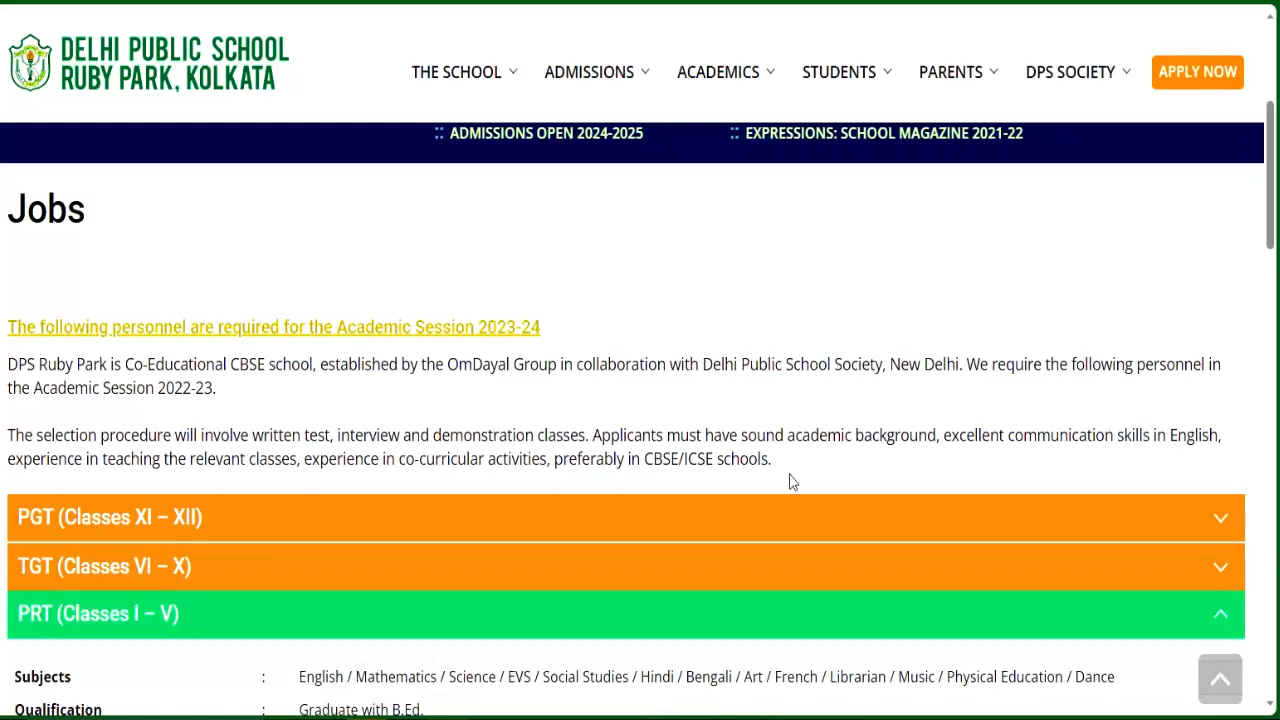 DELHI PUBLIC SCHOOL
RUBY PARK, KOLKATA
THE SCHOOL ADMISSIONS ACADEMICS STUDENTS PARENTS DPS SOCIETY APPLY NOW
:: ADMISSIONS OPEN 2024-2025 :: EXPRESSIONS: SCHOOL MAGAZINE 2021-22
Jobs
The following personnel are required for the Academic Session 2023-24
DPS Ruby Park is Co-Educational CBSE school, established by the OmDayal Group in collaboration with Delhi Public School Society, New Delhi. We require the following personnel in
the Academic Session 2022-23.
The selection procedure will involve written test, interview and demonstration classes. Applicants must have sound academic background, excellent communication skills in English,
experience in teaching the relevant classes, experience in co-curricular activities, preferably in CBSE/ICSE schools.
PGT (Classes XI – XII)
TGT (Classes VI – X)
PRT (Classes I – V)
Subjects : English / Mathematics / Science / EVS / Social Studies / Hindi / Bengali / Art / French / Librarian / Music / Physical Education / Dance
Qualification : Graduate with B.Ed.